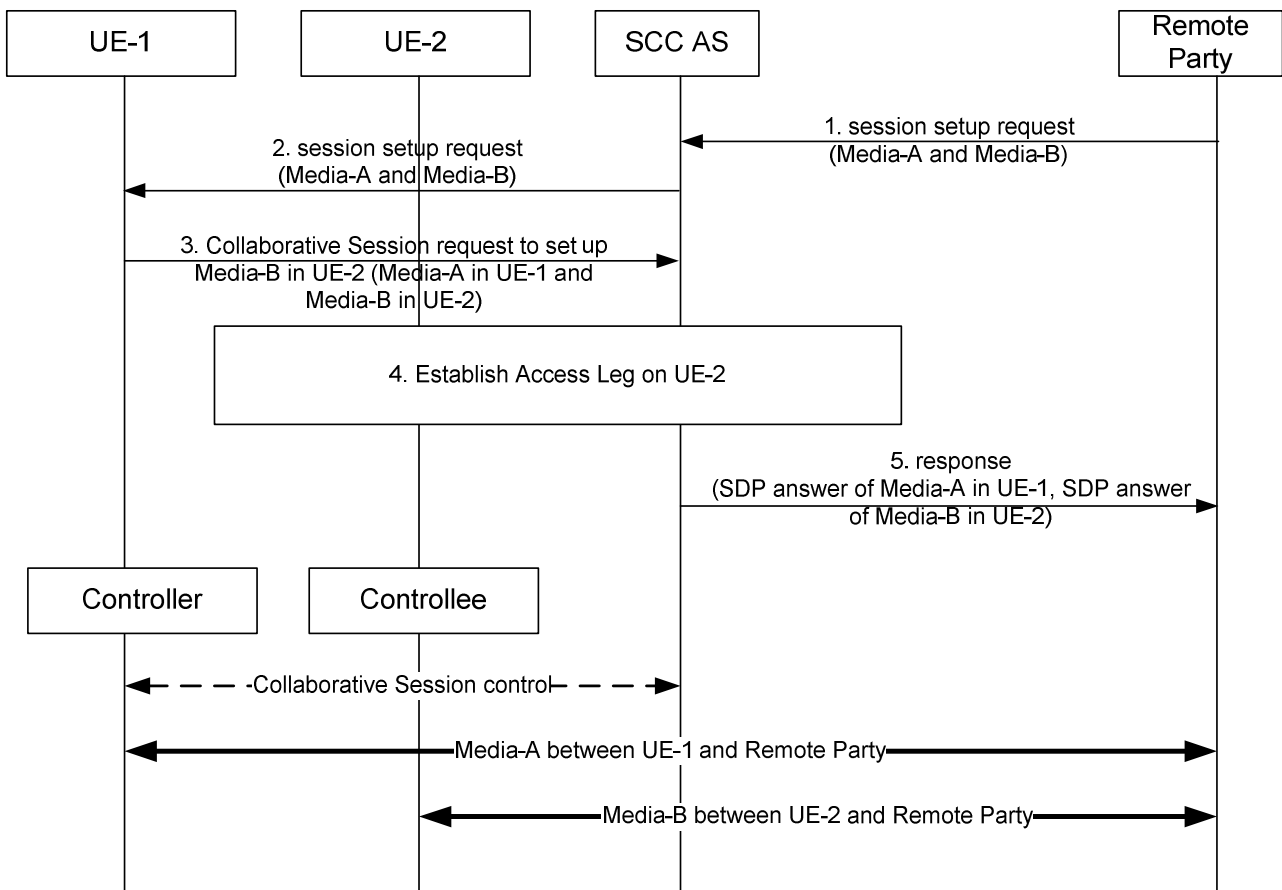 UE-1
UE-2
SCC AS
Remote
Party
1. session setup request
(Media-A and Media-B)
2. session setup request
(Media-A and Media-B)
3. Collaborative Session request to set up
Media-B in UE-2 (Media-A in UE-1 and
Media-B in UE-2)
4. Establish Access Leg on UE-2
5. response
(SDP answer of Media-A in UE-1, SDP answer
of Media-B in UE-2)
Controller
Controllee
Collaborative Session control
Media-A between UE-1 and Remote Party
Media-B between UE-2 and Remote Party